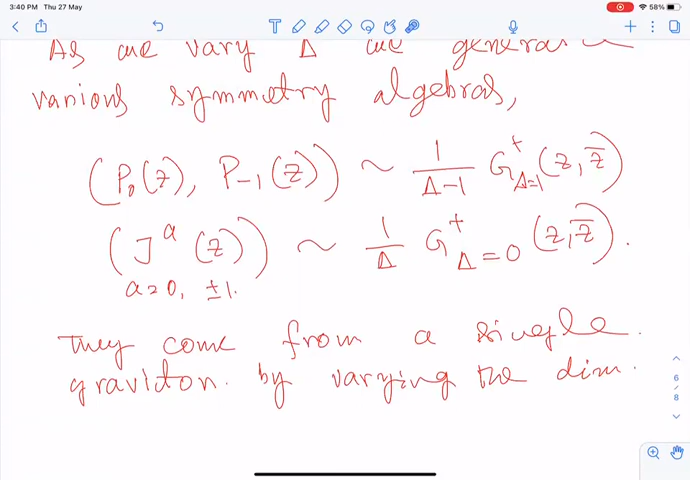 3:40 PM Thu 27 May
58%
As we vary Δ we generate
various symmetry algebras,
(P₀(z), P₋₁(z)) ~ 1/(Δ-1) G⁺_{Δ=1}(z, z̄)
(Jᵃ(z)) ~ 1/Δ G⁺_{Δ=0}(z, z̄).
a=0, ±1.
They come from a single
graviton. by varying the dim.
6
/
8